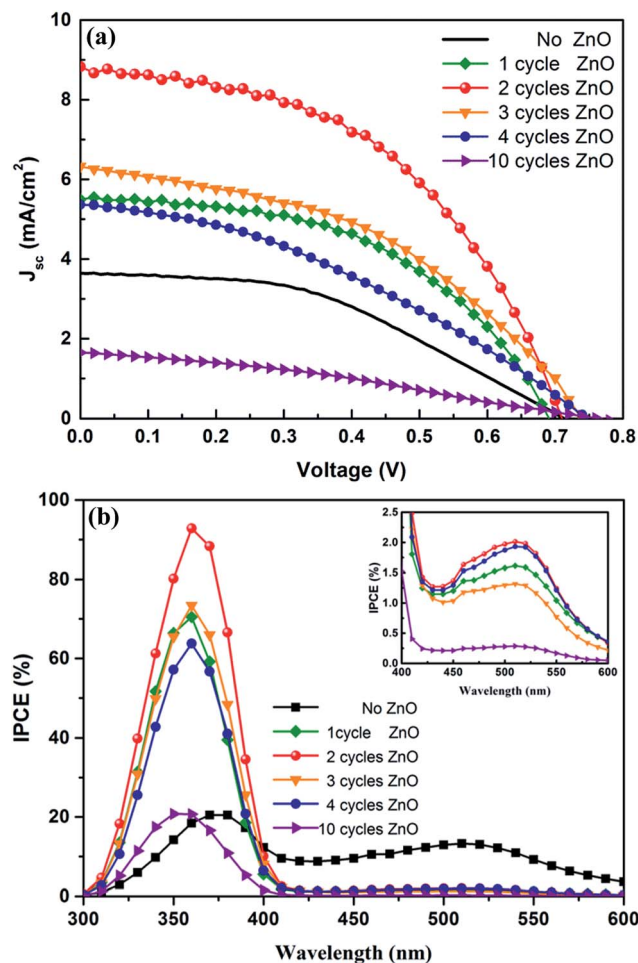 (a)
No ZnO
1 cycle ZnO
2 cycles ZnO
3 cycles ZnO
4 cycles ZnO
10 cycles ZnO
10
8
6
4
2
0
J_sc (mA/cm²)
0.0 0.1 0.2 0.3 0.4 0.5 0.6 0.7 0.8
Voltage (V)
(b)
100
80
60
40
20
0
IPCE (%)
2.5
2.0
1.5
1.0
0.5
0.0
IPCE (%)
400 450 500 550 600
Wavelength (nm)
No ZnO
1cycle ZnO
2 cycles ZnO
3 cycles ZnO
4 cycles ZnO
10 cycles ZnO
300 350 400 450 500 550 600
Wavelength (nm)